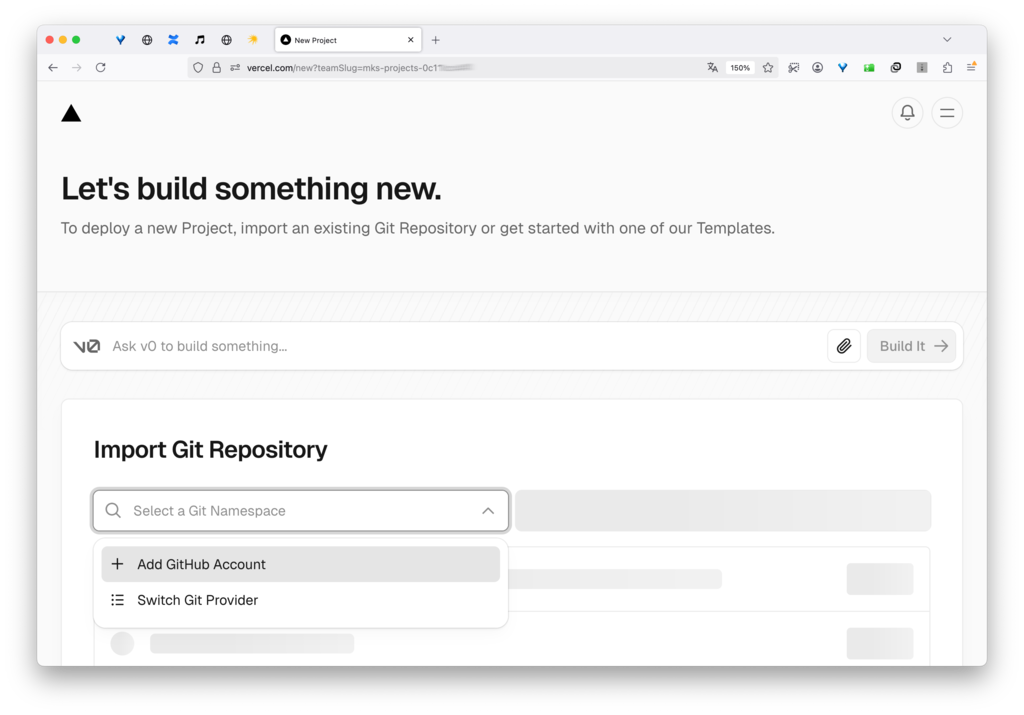 New Project
vercel.com/new?teamSlug=mks-projects-0c1
150%
Let's build something new.
To deploy a new Project, import an existing Git Repository or get started with one of our Templates.
v0
Ask v0 to build something...
Build It
Import Git Repository
Select a Git Namespace
Add GitHub Account
Switch Git Provider